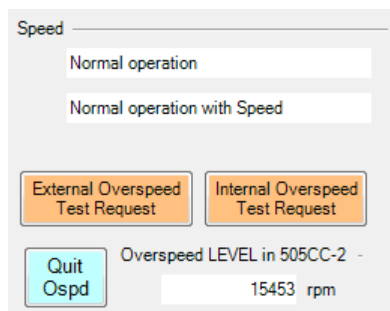 Speed
Normal operation
Normal operation with Speed
External Overspeed Internal Overspeed
Test Request Test Request
Quit
Ospd
Overspeed LEVEL in 505CC-2 -
15453 rpm